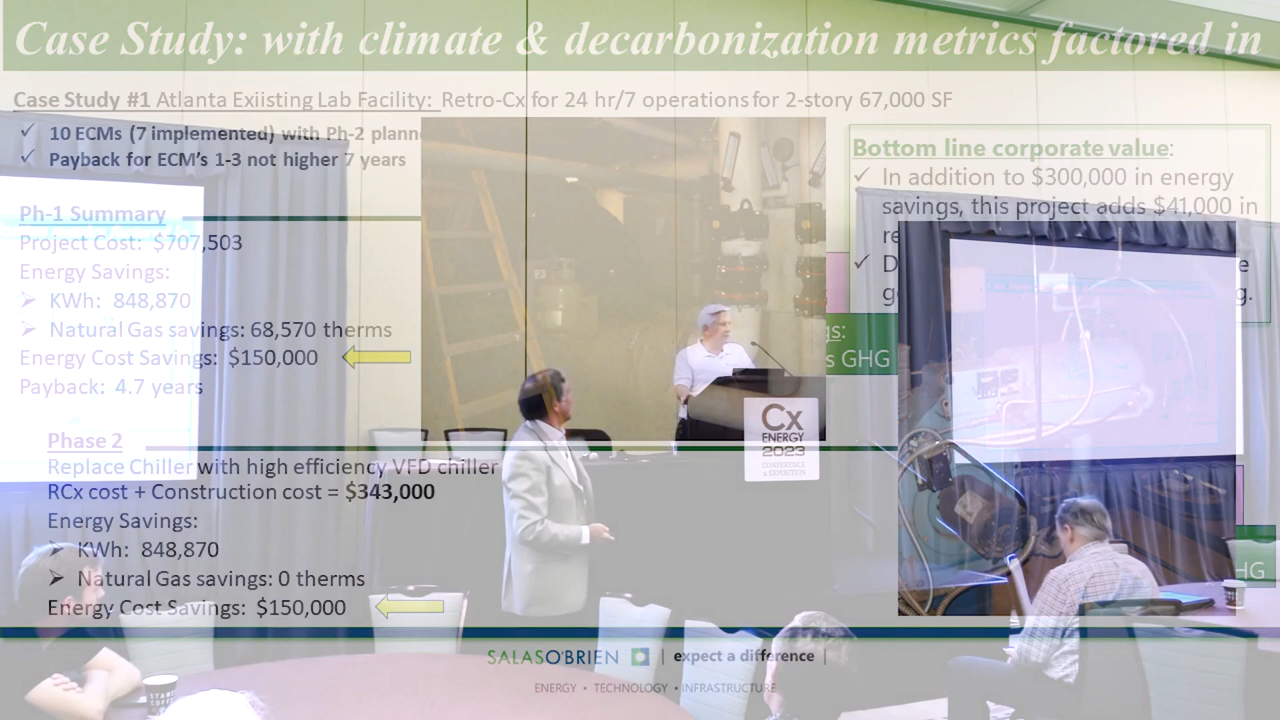 Case Study: with climate & decarbonization metrics factored in
Case Study #1 Atlanta Exiisting Lab Facility: Retro-Cx for 24 hr/7 operations for 2-story 67,000 SF
✓ 10 ECMs (7 implemented) with Ph-2
✓ Payback for ECM’s 1-3 not higher 7 years
Ph-1 Summary
Project Cost: $707,503
Energy Savings:
➢ KWh: 848,870
➢ Natural Gas savings: 68,570 therms
Energy Cost Savings: $150,000
Payback: 4.7 years
Phase 2
Replace Chiller with high efficiency VFD chiller
RCx cost + Construction cost = $343,000
Energy Savings:
➢ KWh: 848,870
➢ Natural Gas savings: 0 therms
Energy Cost Savings: $150,000
Bottom line corporate value:
✓ In addition to $300,000 in energy
savings, this project adds $41,000 in
GHG
Cx
ENERGY
2023
CONFERENCE
& EXPOSITION
SALASO'BRIEN | expect a difference |
ENERGY • TECHNOLOGY • INFRASTRUCTURE